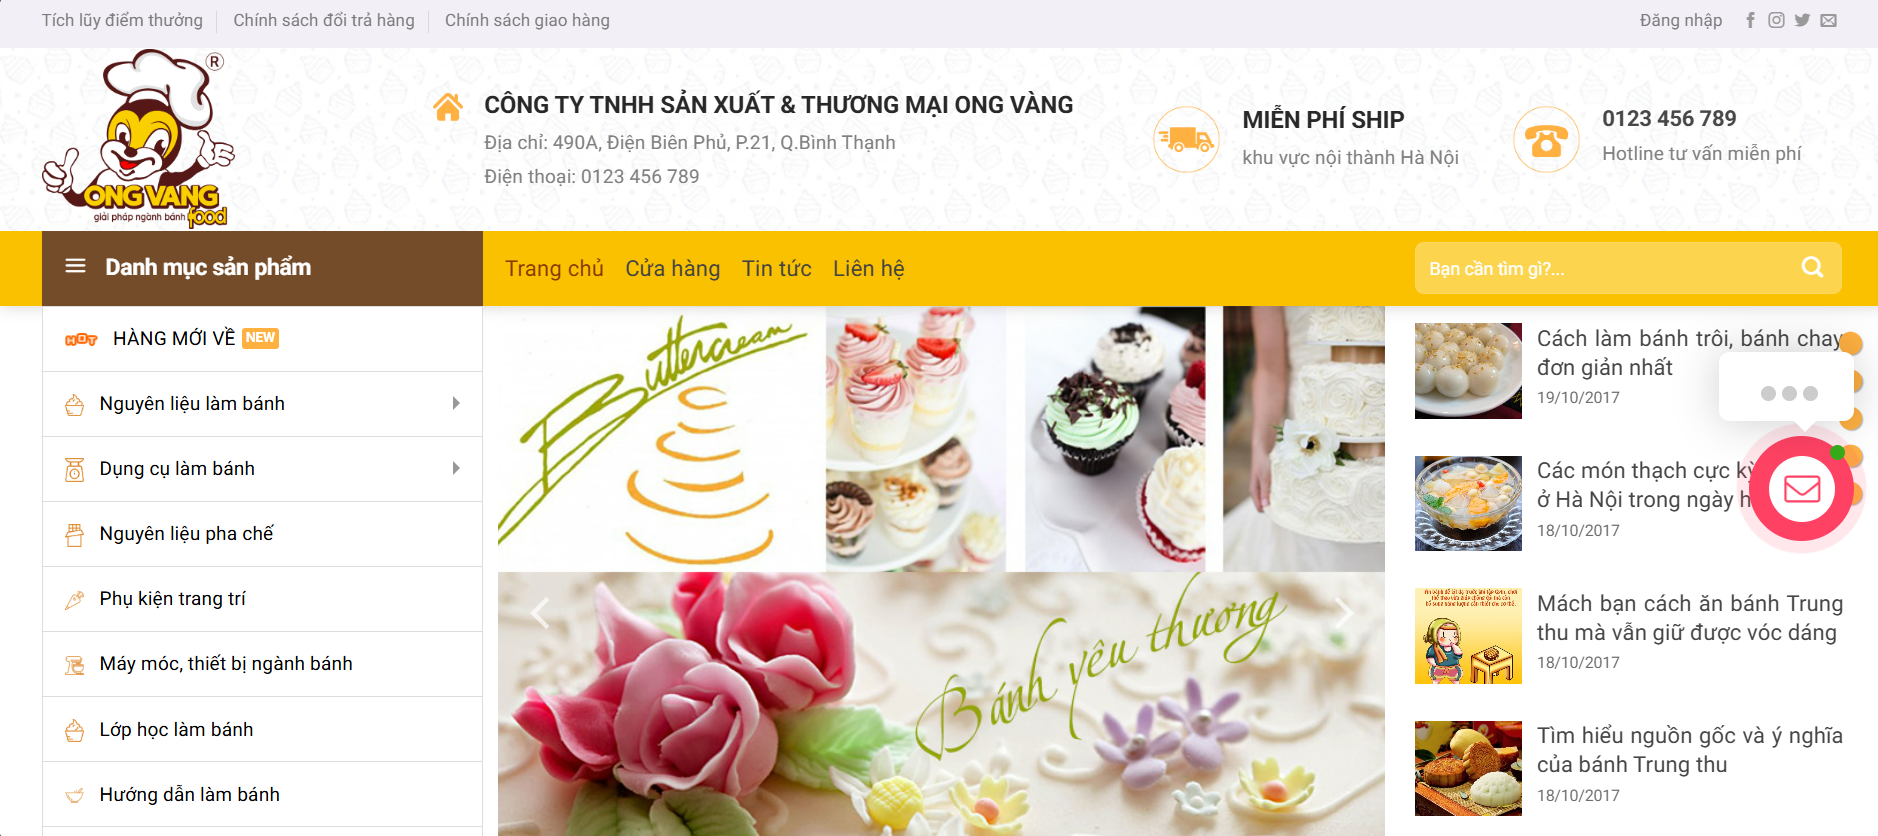 Tích lũy điểm thưởng
Chính sách đổi trả hàng
Chính sách giao hàng
Đăng nhập
®
ONG VANG
giải pháp ngành bánh
food
CÔNG TY TNHH SẢN XUẤT & THƯƠNG MẠI ONG VÀNG
Địa chỉ: 490A, Điện Biên Phủ, P.21, Q.Bình Thạnh
Điện thoại: 0123 456 789
MIỄN PHÍ SHIP
khu vực nội thành Hà Nội
0123 456 789
Hotline tư vấn miễn phí
Danh mục sản phẩm
Trang chủ
Cửa hàng
Tin tức
Liên hệ
Bạn cần tìm gì?...
HOT HÀNG MỚI VỀ NEW
Nguyên liệu làm bánh
Dụng cụ làm bánh
Nguyên liệu pha chế
Phụ kiện trang trí
Máy móc, thiết bị ngành bánh
Lớp học làm bánh
Hướng dẫn làm bánh
Buttercream
Bánh yêu thương
Cách làm bánh trôi, bánh chay
đơn giản nhất
19/10/2017
Các món thạch cực kỳ
ở Hà Nội trong ngày h
18/10/2017
Mách bạn cách ăn bánh Trung
thu mà vẫn giữ được vóc dáng
18/10/2017
Tìm hiểu nguồn gốc và ý nghĩa
của bánh Trung thu
18/10/2017